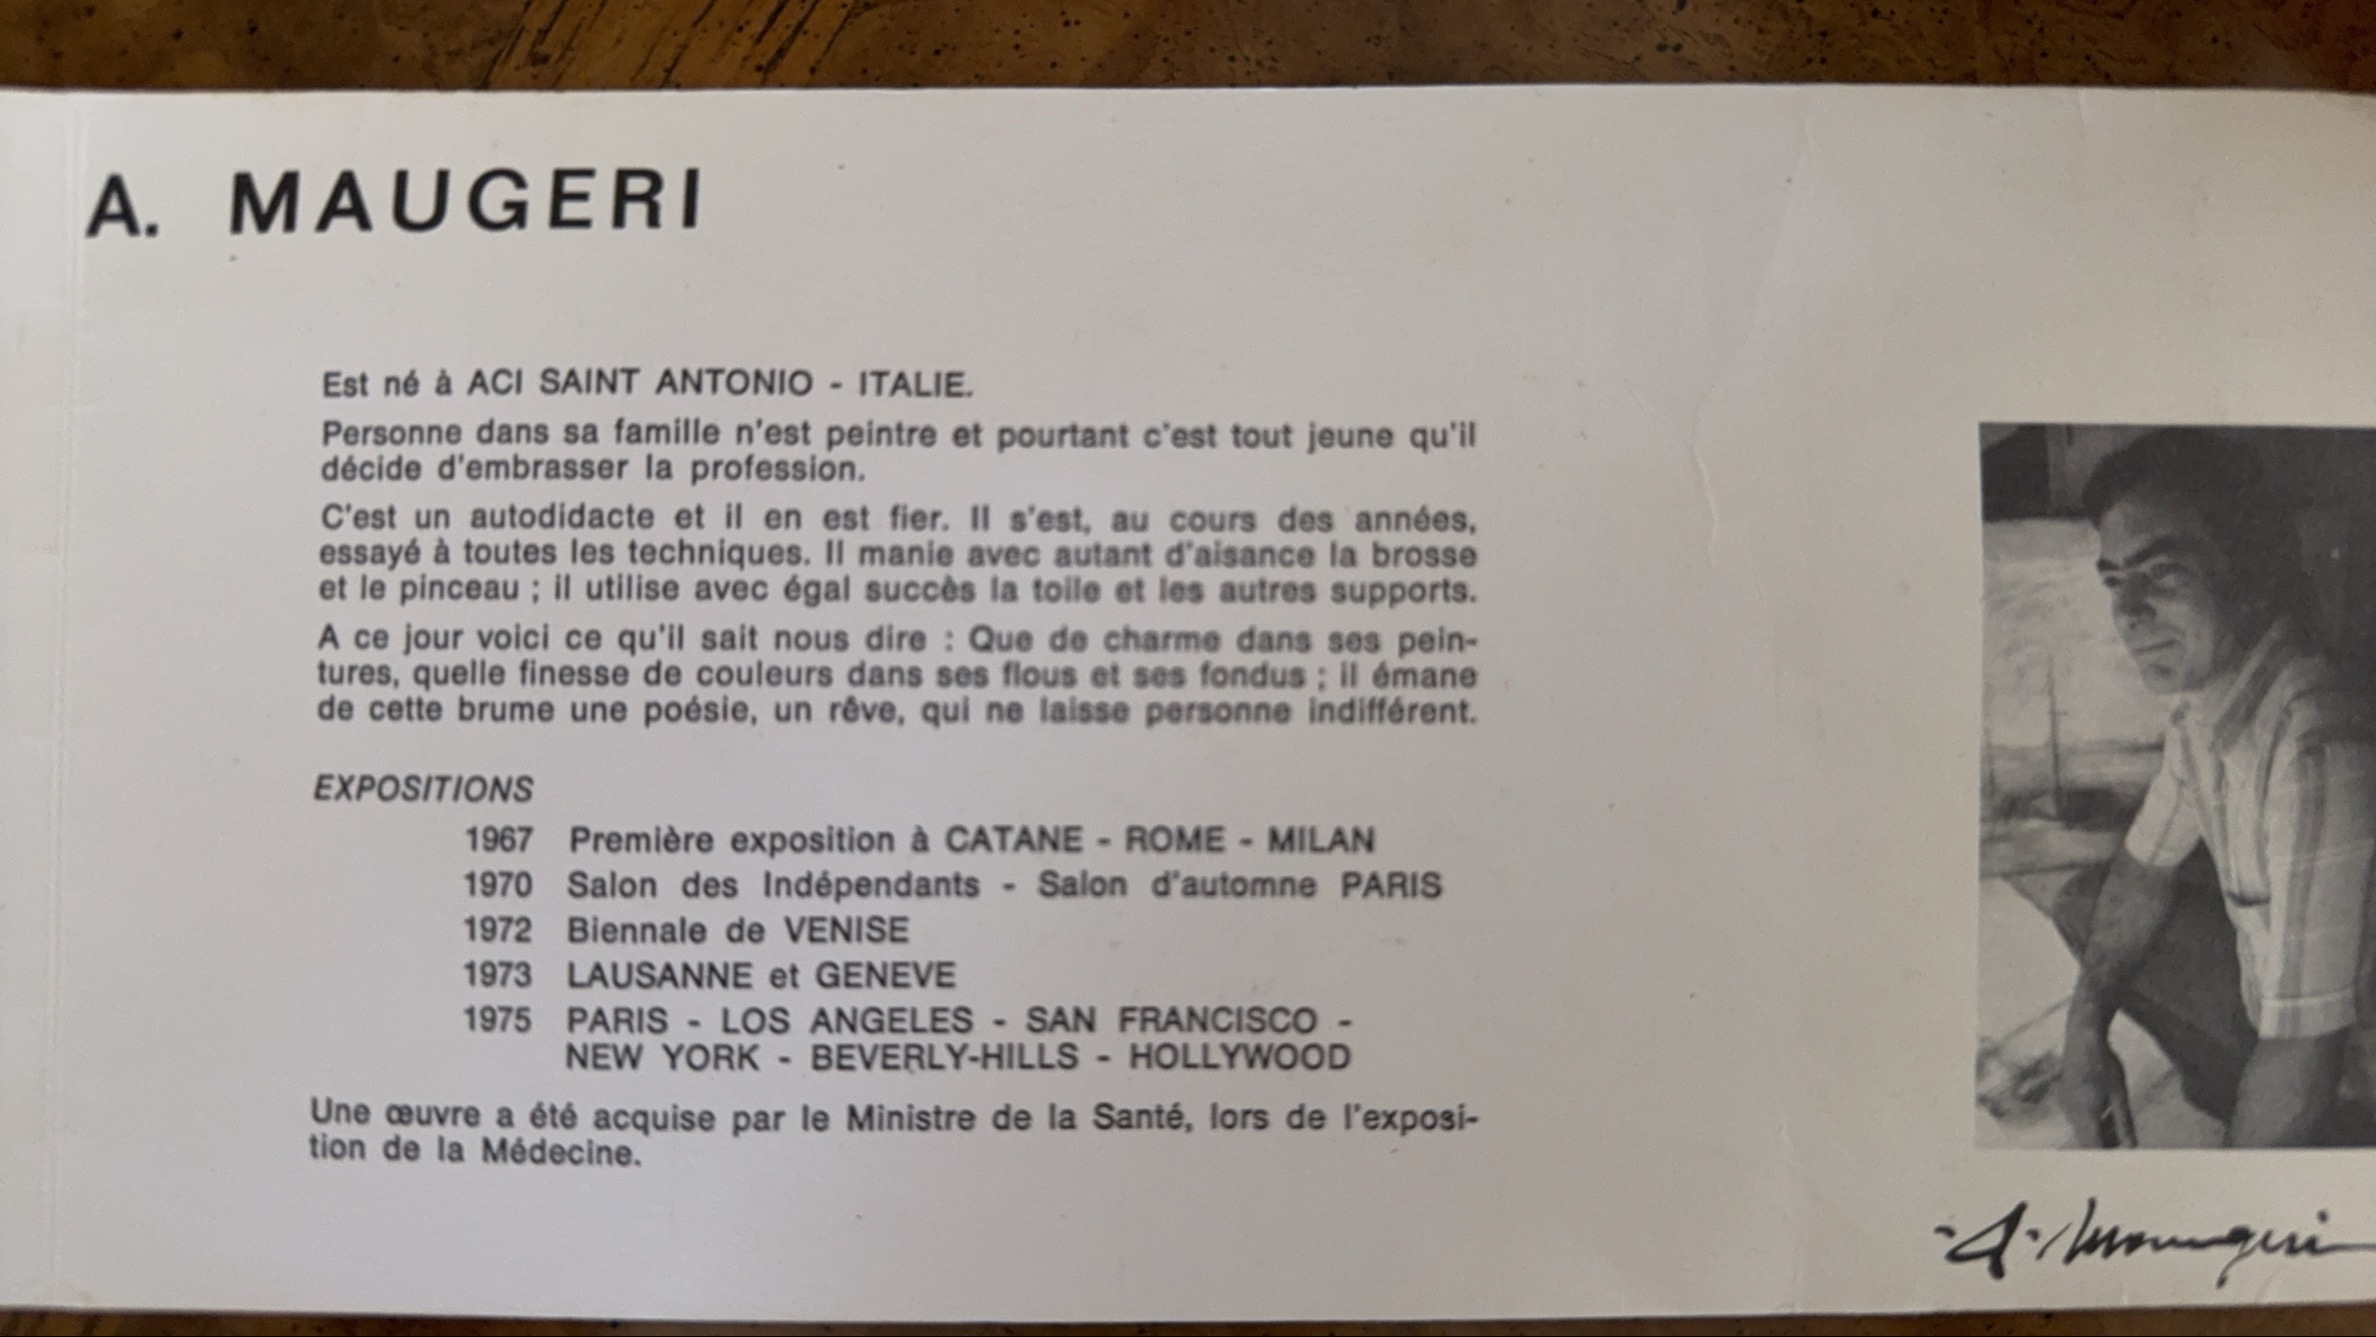 A. MAUGERI
Est né à ACI SAINT ANTONIO - ITALIE.
Personne dans sa famille n'est peintre et pourtant c'est tout jeune qu'il
décide d'embrasser la profession.
C'est un autodidacte et il en est fier. Il s'est, au cours des années,
essayé à toutes les techniques. Il manie avec autant d'aisance la brosse
et le pinceau ; il utilise avec égal succès la toile et les autres supports.
A ce jour voici ce qu'il sait nous dire : Que de charme dans ses pein-
tures, quelle finesse de couleurs dans ses flous et ses fondus ; il émane
de cette brume une poésie, un rêve, qui ne laisse personne indifférent.
EXPOSITIONS
1967 Première exposition à CATANE - ROME - MILAN
1970 Salon des Indépendants - Salon d'automne PARIS
1972 Biennale de VENISE
1973 LAUSANNE et GENEVE
1975 PARIS - LOS ANGELES - SAN FRANCISCO -
NEW YORK - BEVERLY-HILLS - HOLLYWOOD
Une œuvre a été acquise par le Ministre de la Santé, lors de l'exposi-
tion de la Médecine.
A. Maugeri